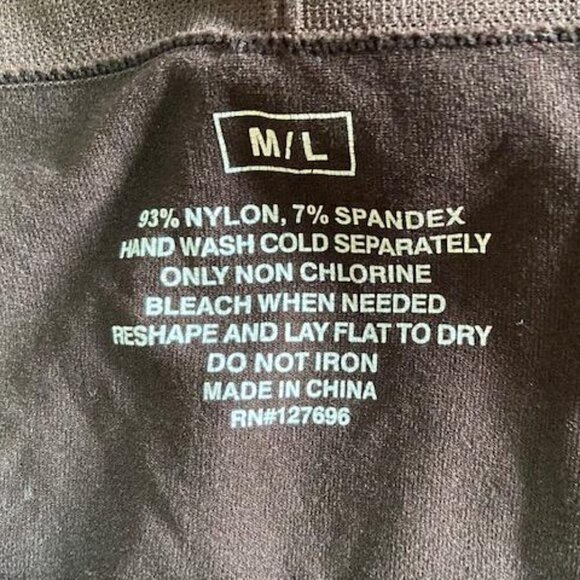 M/L
93% NYLON, 7% SPANDEX
HAND WASH COLD SEPARATELY
ONLY NON CHLORINE
BLEACH WHEN NEEDED
RESHAPE AND LAY FLAT TO DRY
DO NOT IRON
MADE IN CHINA
RN#127696